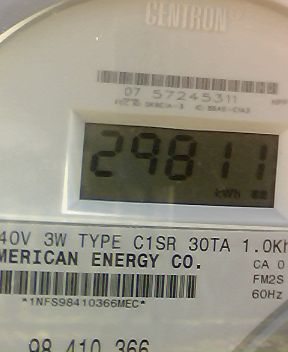 CENTRON®
07 57245311
29811
kWh
40V 3W TYPE C1SR 30TA 1.0Kh
MERICAN ENERGY CO.
CA 0
FM2S
60Hz
*1NFS98410366MEC*
98 410 366